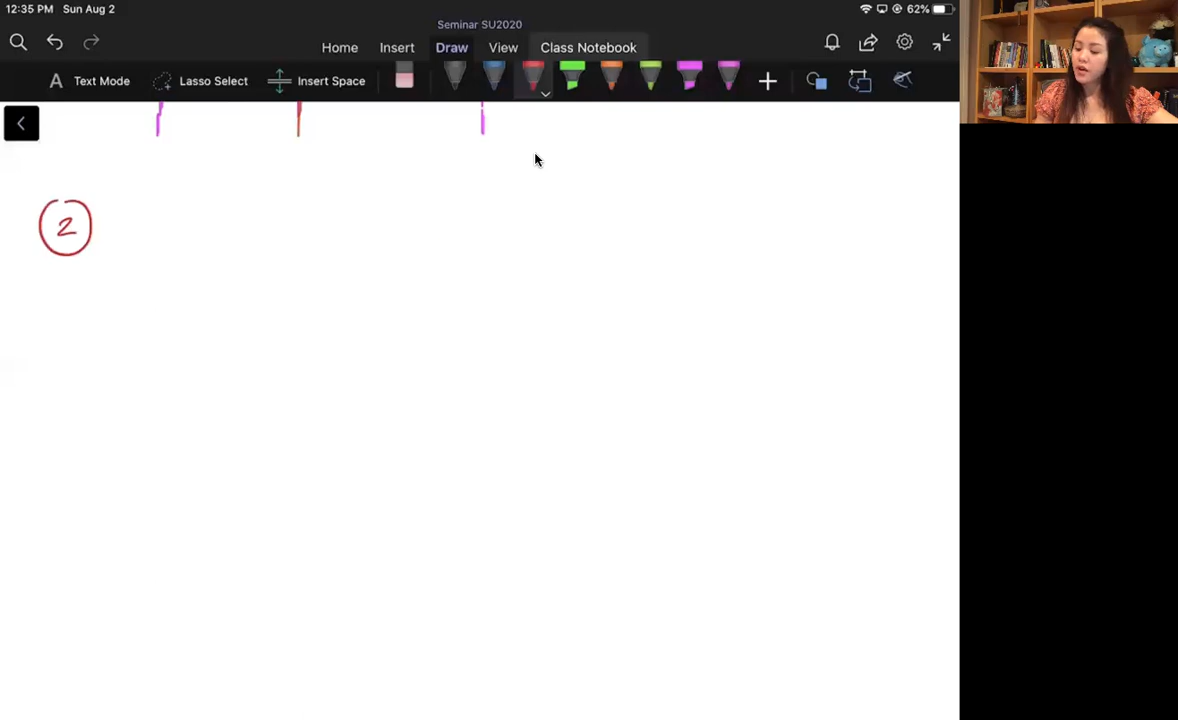 12:35 PM Sun Aug 2
62%
Seminar SU2020
Home Insert Draw View Class Notebook
A Text Mode Lasso Select Insert Space
2